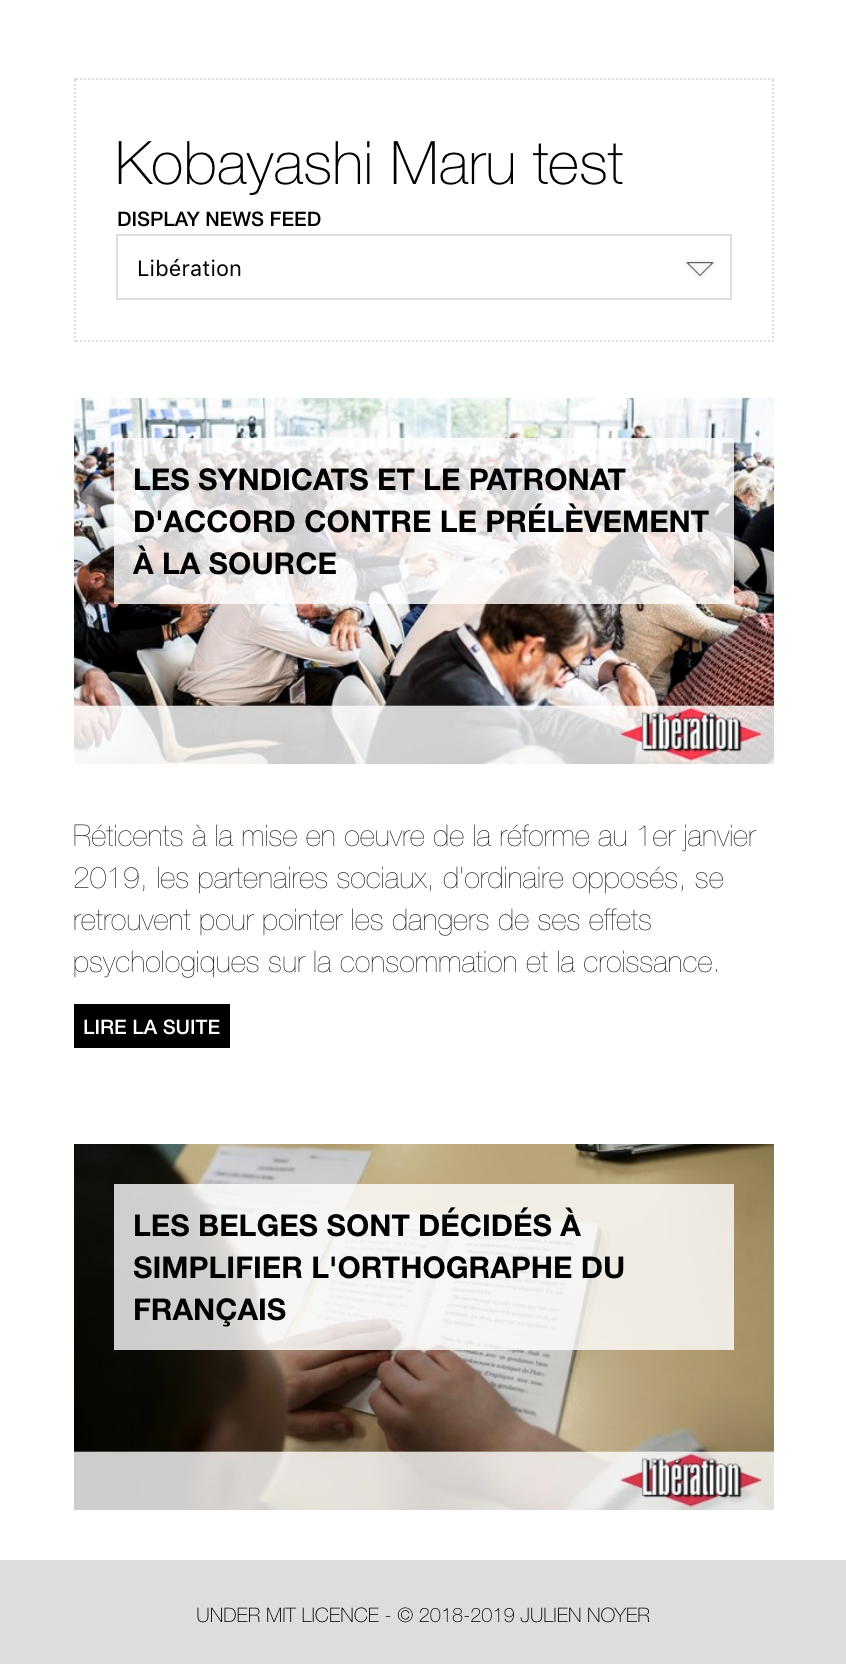 Kobayashi Maru test
DISPLAY NEWS FEED
Libération
LES SYNDICATS ET LE PATRONAT
D'ACCORD CONTRE LE PRÉLÈVEMENT
À LA SOURCE
Libération
Réticents à la mise en oeuvre de la réforme au 1er janvier
2019, les partenaires sociaux, d'ordinaire opposés, se
retrouvent pour pointer les dangers de ses effets
psychologiques sur la consommation et la croissance.
LIRE LA SUITE
LES BELGES SONT DÉCIDÉS À
SIMPLIFIER L'ORTHOGRAPHE DU
FRANÇAIS
Libération
UNDER MIT LICENCE - © 2018-2019 JULIEN NOYER